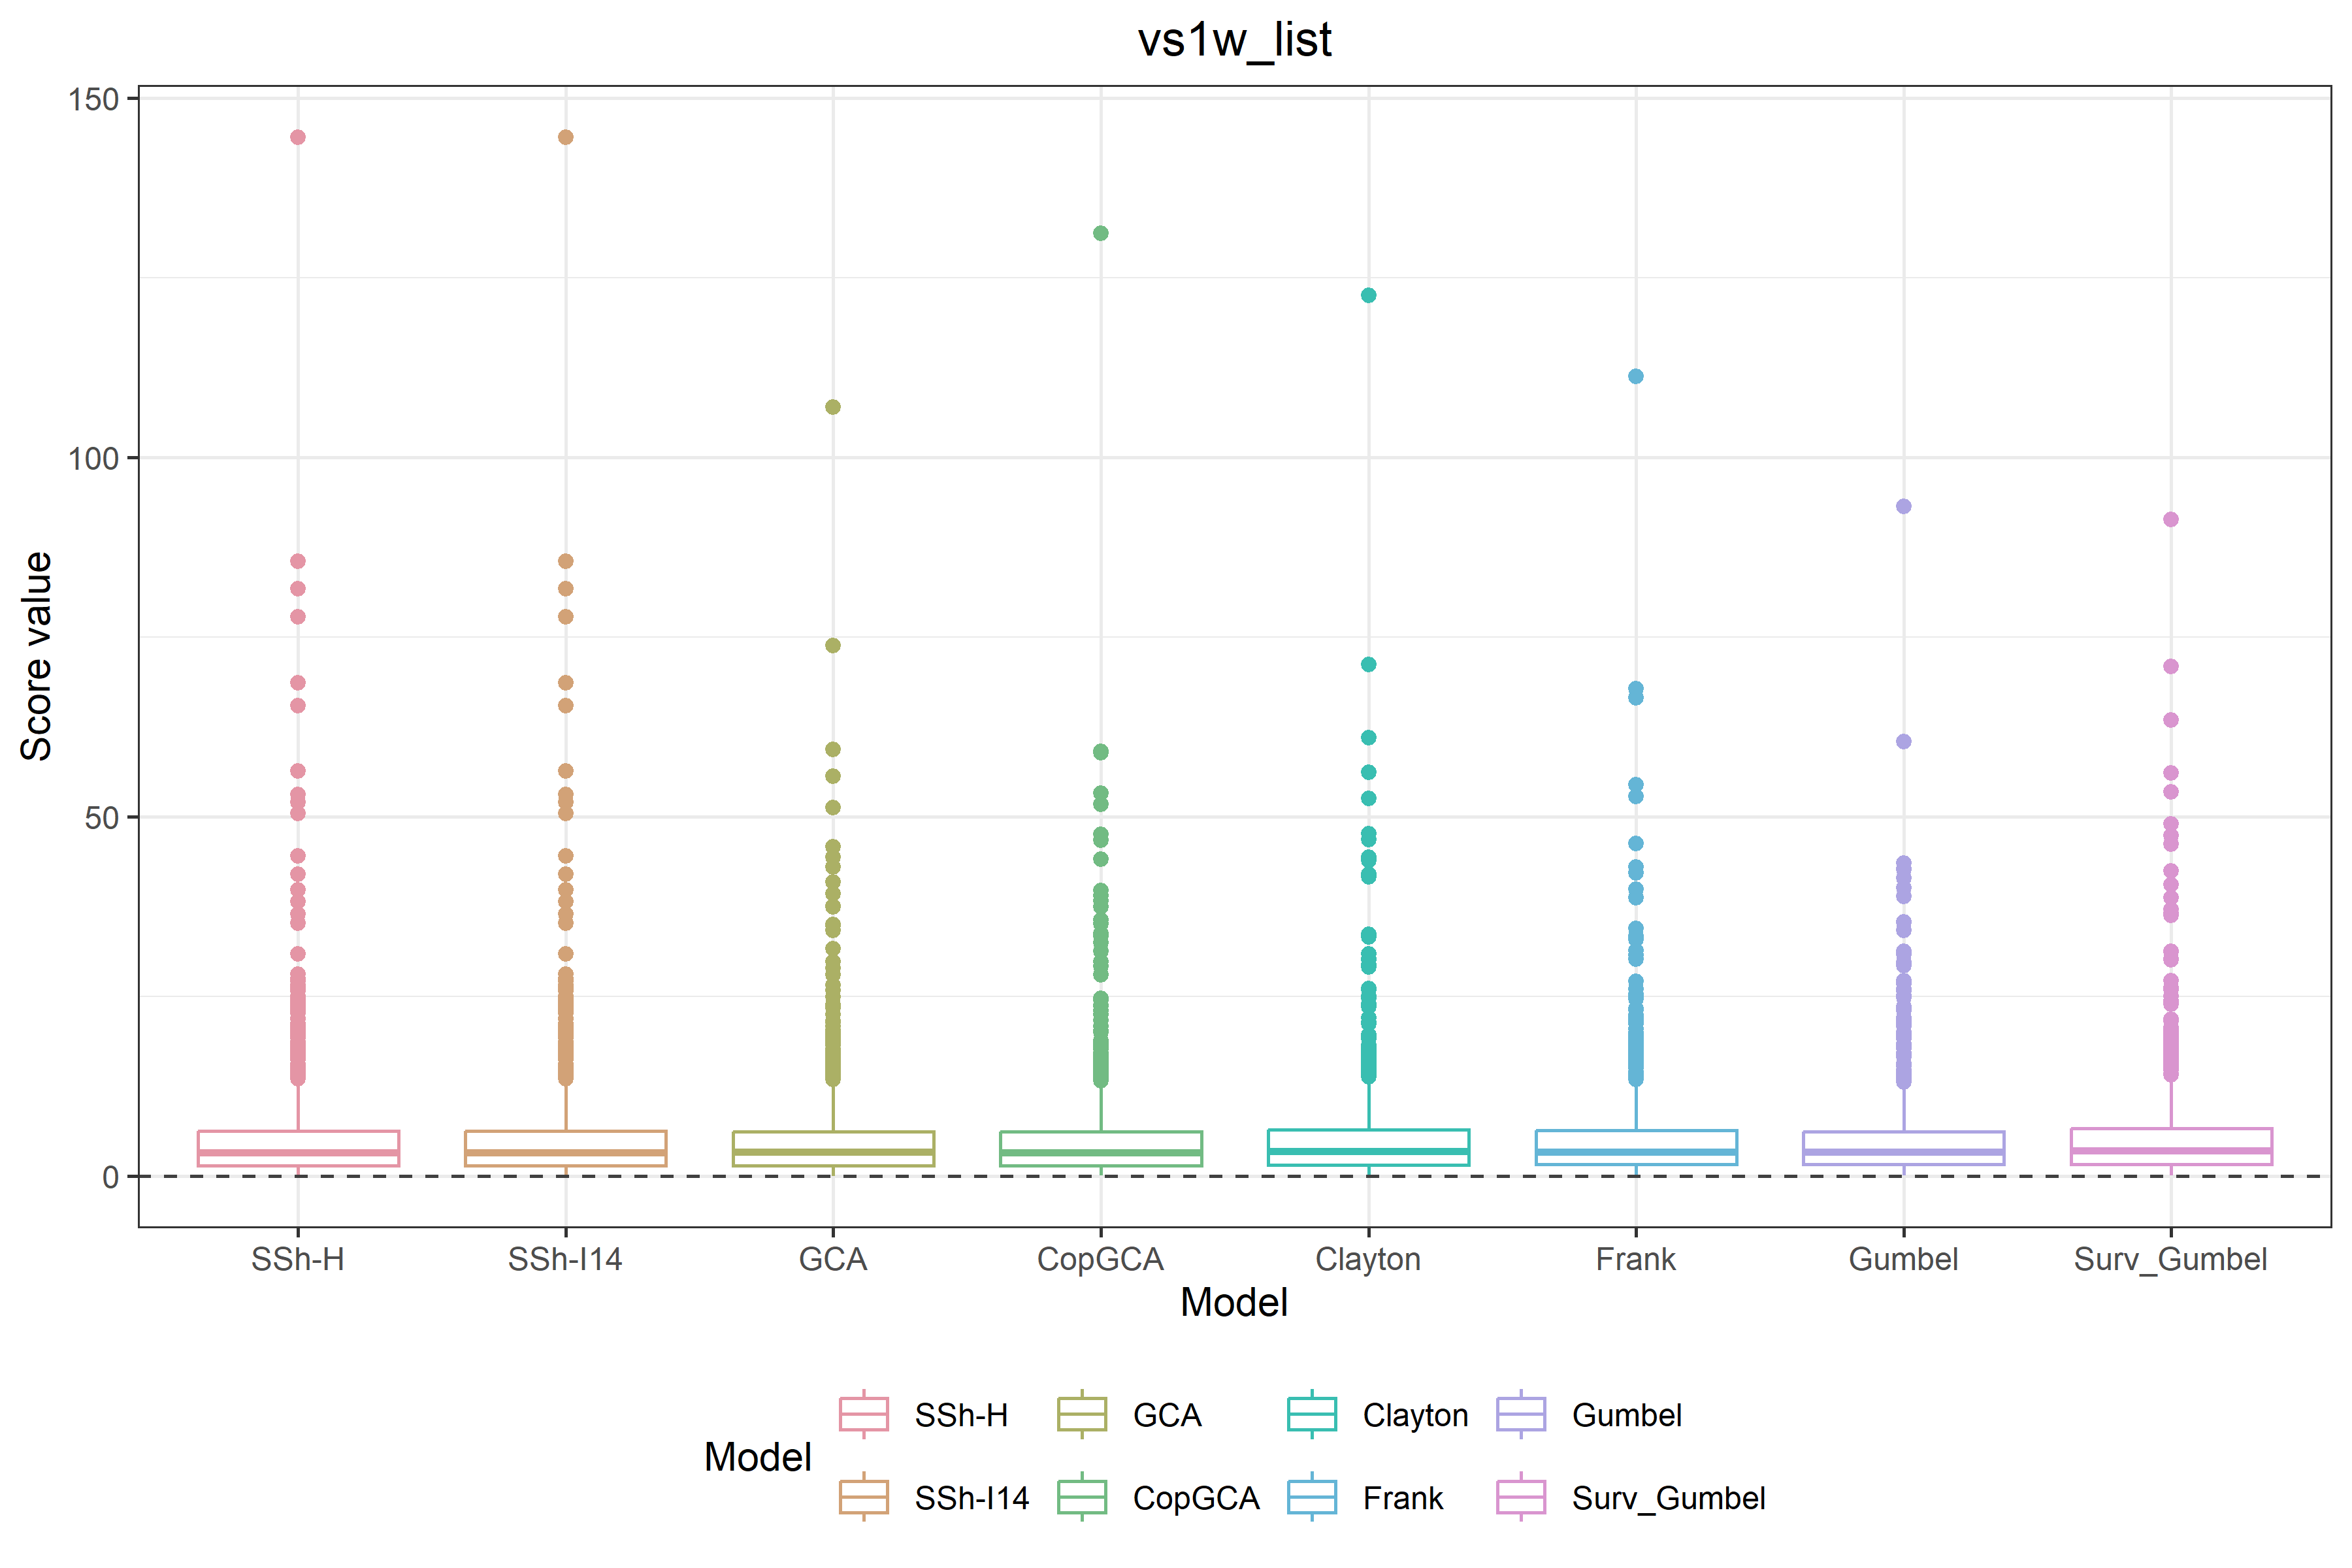 vs1w_list
150
100
50
0
Score value
SSh-H SSh-I14 GCA CopGCA Clayton Frank Gumbel Surv_Gumbel
Model
Model
SSh-H GCA Clayton Gumbel
SSh-I14 CopGCA Frank Surv_Gumbel